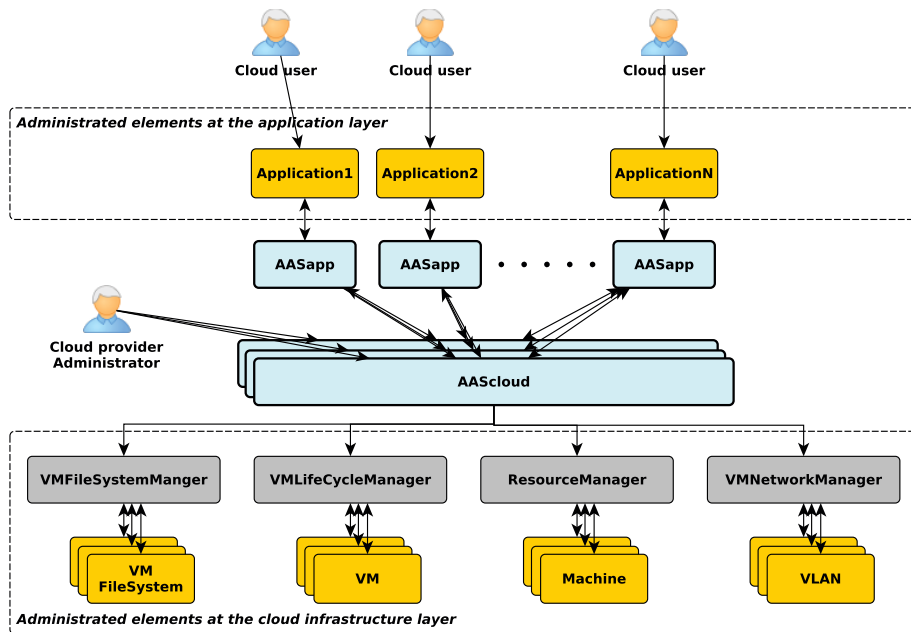 Cloud user
Cloud user
Cloud user
Administrated elements at the application layer
Application1
Application2
ApplicationN
AASapp
AASapp
. . . . .
AASapp
Cloud provider
Administrator
AAScloud
VMFileSystemManger
VMLifeCycleManager
ResourceManager
VMNetworkManager
VM
FileSystem
VM
Machine
VLAN
Administrated elements at the cloud infrastructure layer